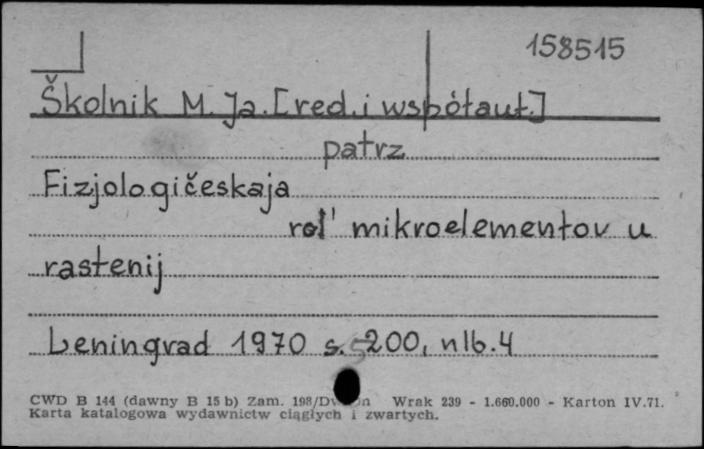 158515
Školnik M. Ja. [red. i współaut.]
patrz
Fizjologičeskaja
rol' mikroelementov u
rastenij
Leningrad 1970 s. 200, nlb. 4
CWD B 144 (dawny B 15 b) Zam. 198/ Wrak 239 - 1.660.000 - Karton IV.71.
Karta katalogowa wydawnictw ciągłych i zwartych.